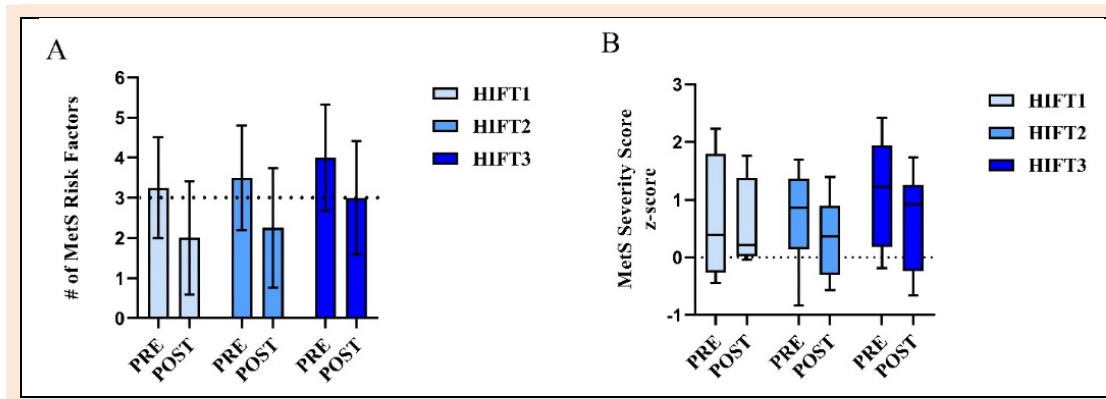 A
# of MetS Risk Factors
6
5
4
3
2
1
0
PRE
POST
PRE
POST
PRE
POST
HIFT1
HIFT2
HIFT3
B
MetS Severity Score
z-score
3
2
1
0
-1
PRE
POST
PRE
POST
PRE
POST
HIFT1
HIFT2
HIFT3